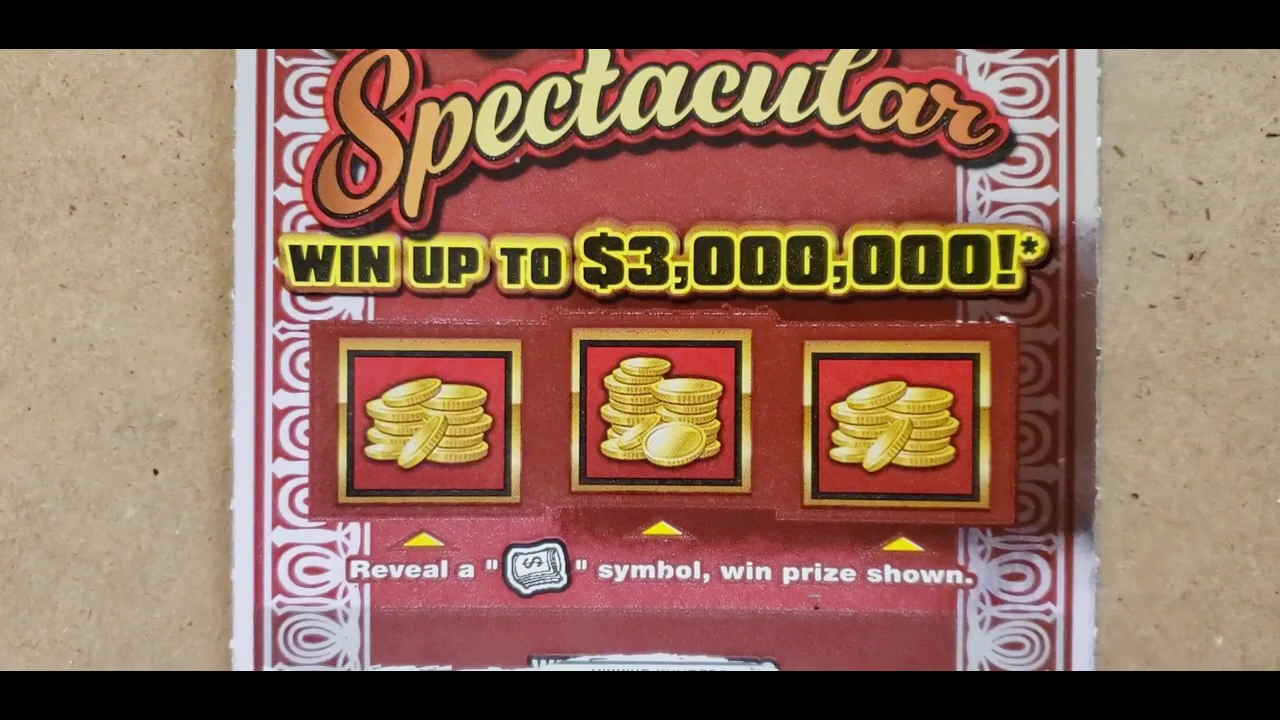 Spectacular
WIN UP TO $3,000,000!*
Reveal a " " symbol, win prize shown.